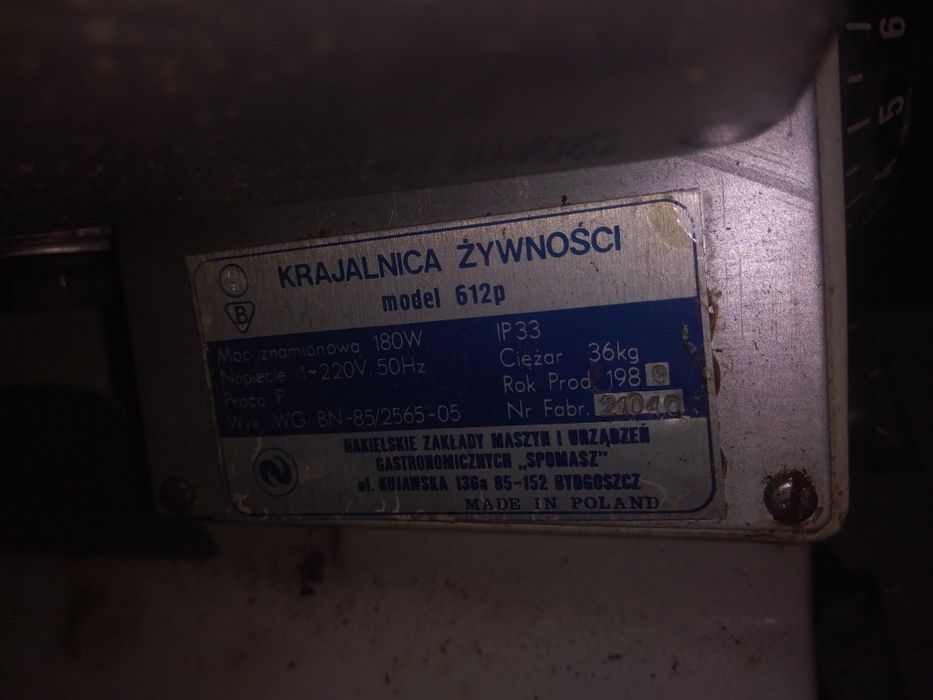 KRAJALNICA ŻYWNOŚCI
model 612p
B
Moc znamionowa 180W
Napięcie 1~220V, 50Hz
Praca P
Wyk. WG BN-85/2565-05
IP33
Ciężar 36kg
Rok Prod. 1989
Nr Fabr. 21040
NAKIELSKIE ZAKŁADY MASZYN I URZĄDZEŃ
GASTRONOMICZNYCH „SPOMASZ”
ul. KUJAWSKA 136a 85-152 BYDGOSZCZ
MADE IN POLAND
6
5